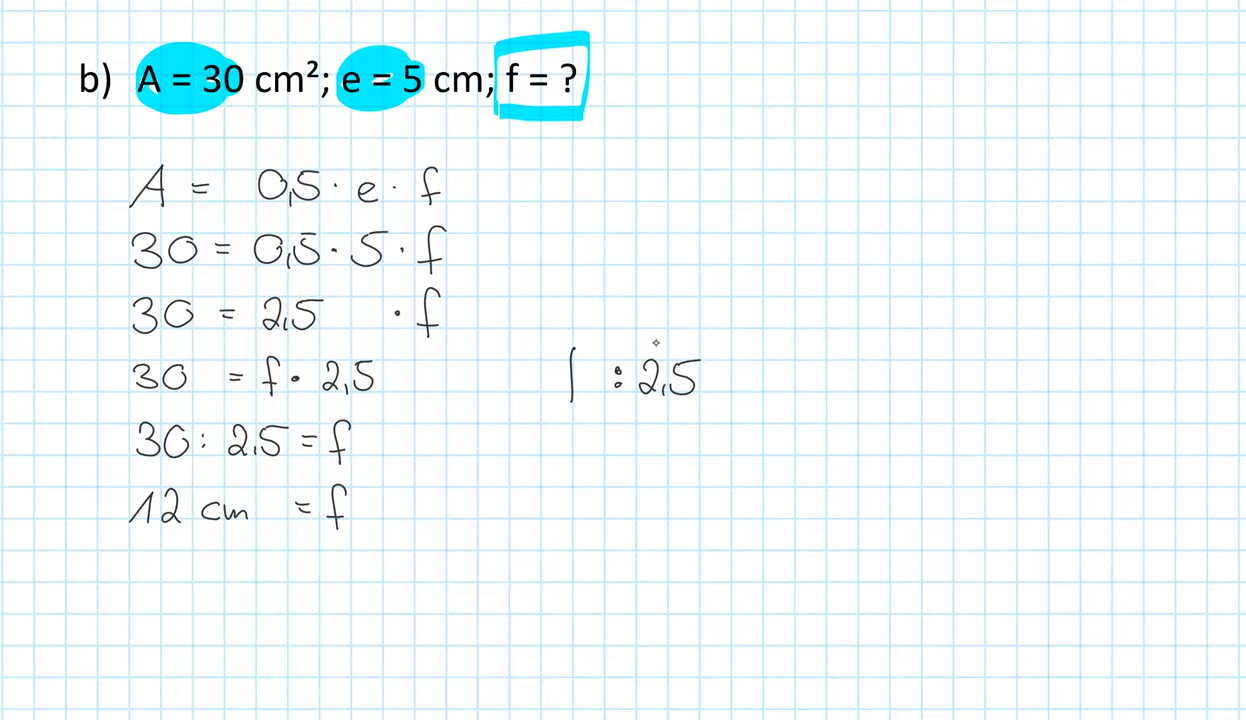 b) A = 30 cm²; e = 5 cm; f = ?
A = 0,5 · e · f
30 = 0,5 · 5 · f
30 = 2,5 · f
30 = f · 2,5 | : 2,5
30 : 2,5 = f
12 cm = f